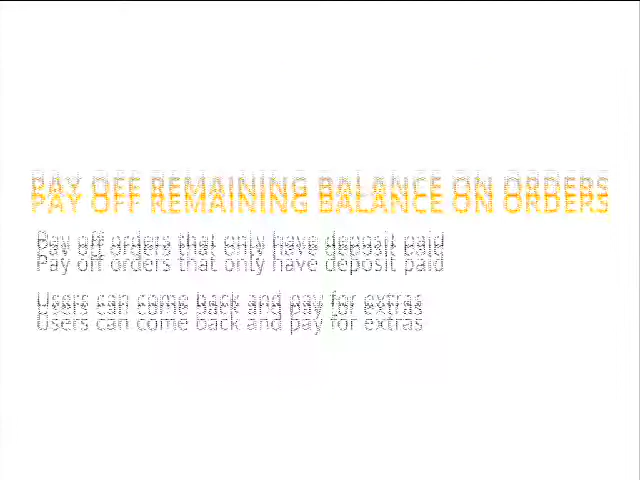 PAY OFF REMAINING BALANCE ON ORDERS
Pay off orders that only have deposit paid
Users can come back and pay for extras